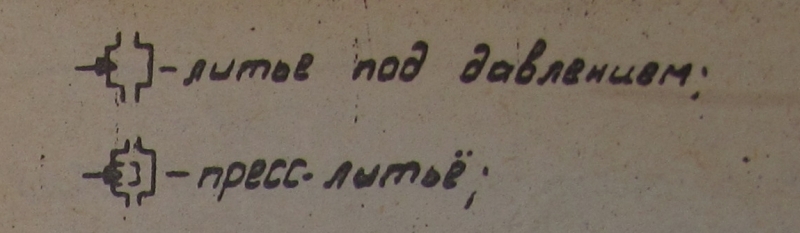 - литье под давлением;
- пресс-литьё;